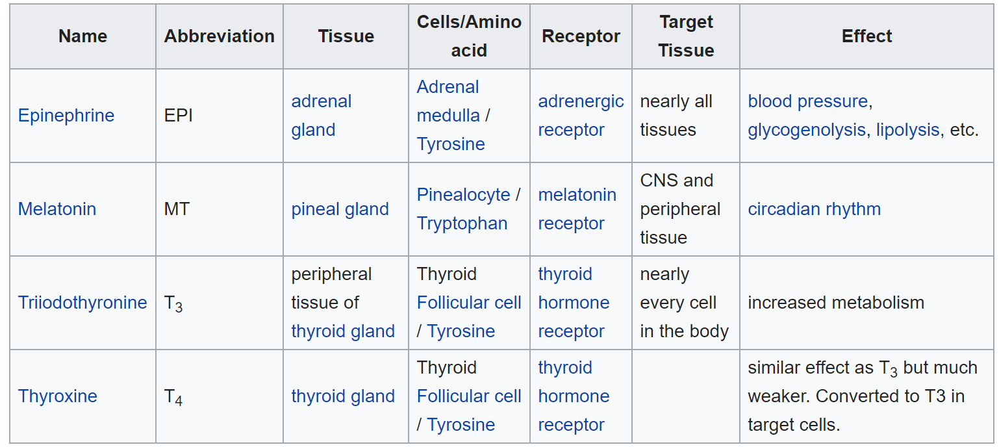 Name Abbreviation Tissue Cells/Amino acid Receptor Target Tissue Effect
Epinephrine EPI adrenal gland Adrenal medulla / Tyrosine adrenergic receptor nearly all tissues blood pressure, glycogenolysis, lipolysis, etc.
Melatonin MT pineal gland Pinealocyte / Tryptophan melatonin receptor CNS and peripheral tissue circadian rhythm
Triiodothyronine T3 peripheral tissue of thyroid gland Thyroid Follicular cell / Tyrosine thyroid hormone receptor nearly every cell in the body increased metabolism
Thyroxine T4 thyroid gland Thyroid Follicular cell / Tyrosine thyroid hormone receptor similar effect as T3 but much weaker. Converted to T3 in target cells.